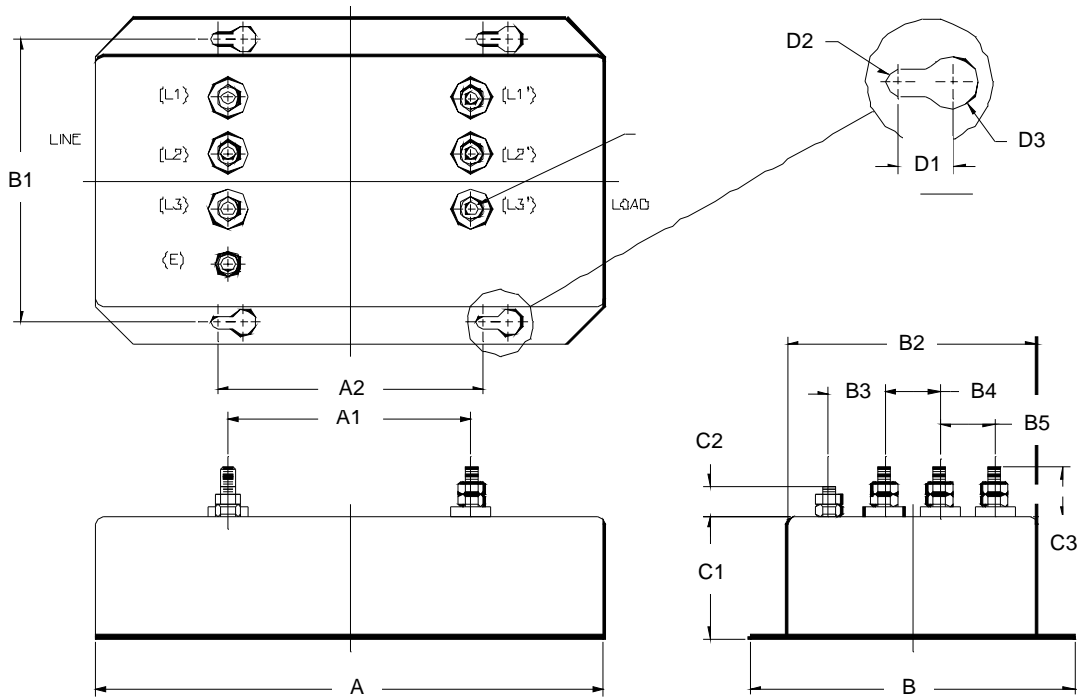 D2
{L1}
{L1'}
LINE
D3
{L2}
{L2'}
D1
B1
{L3}
{L3'}
LOAD
{E}
B2
A2
B3
B4
A1
B5
C2
C3
C1
A
B